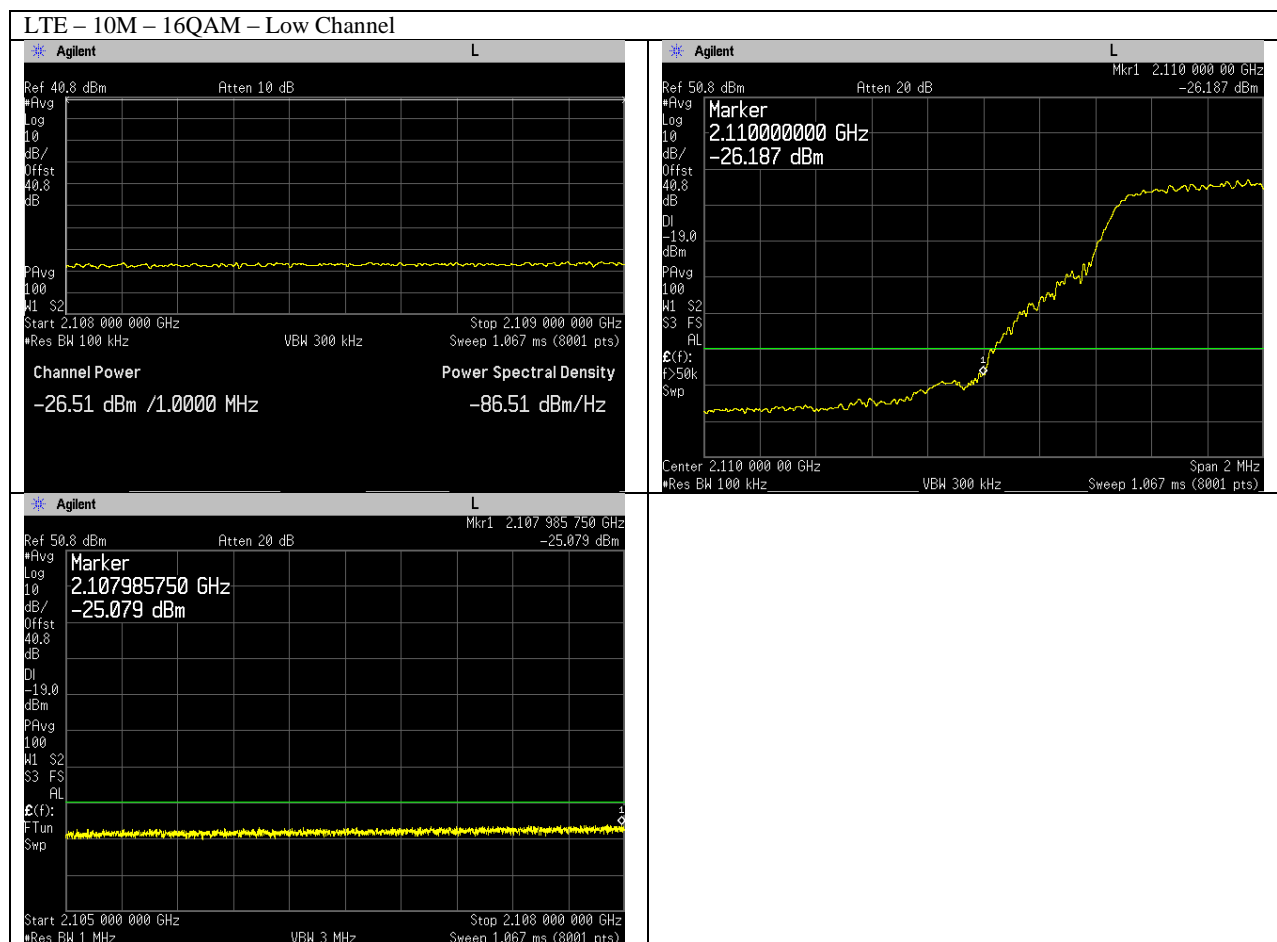 LTE – 10M – 16QAM – Low Channel
Agilent L
Ref 40.8 dBm Atten 10 dB
#Avg
Log
10
dB/
Offst
40.8
dB
PAvg
100
W1 S2
Start 2.108 000 000 GHz Stop 2.109 000 000 GHz
#Res BW 100 kHz VBW 300 kHz Sweep 1.067 ms (8001 pts)
Channel Power Power Spectral Density
-26.51 dBm /1.0000 MHz -86.51 dBm/Hz
Agilent L
Mkr1 2.110 000 00 GHz
Ref 50.8 dBm Atten 20 dB -26.187 dBm
#Avg
Log
10
dB/
Offst
40.8
dB
DI
-19.0
dBm
PAvg
100
W1 S2
S3 FS
AL
£(f):
f>50k
Swp
Marker
2.110000000 GHz
-26.187 dBm
1
Center 2.110 000 00 GHz Span 2 MHz
#Res BW 100 kHz VBW 300 kHz Sweep 1.067 ms (8001 pts)
Agilent L
Mkr1 2.107 985 750 GHz
Ref 50.8 dBm Atten 20 dB -25.079 dBm
#Avg
Log
10
dB/
Offst
40.8
dB
DI
-19.0
dBm
PAvg
100
W1 S2
S3 FS
AL
£(f):
FTun
Swp
Marker
2.107985750 GHz
-25.079 dBm
1
Start 2.105 000 000 GHz Stop 2.108 000 000 GHz
#Res BW 1 MHz VBW 3 MHz Sweep 1.067 ms (8001 pts)